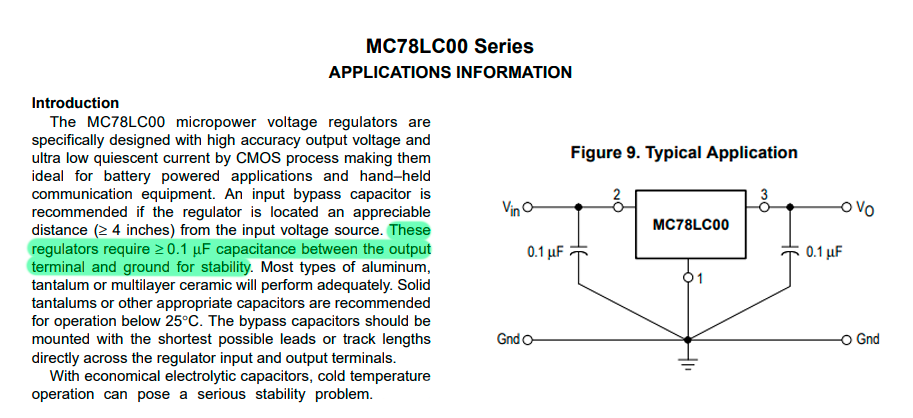 MC78LC00 Series
APPLICATIONS INFORMATION
Introduction
The MC78LC00 micropower voltage regulators are
specifically designed with high accuracy output voltage and
ultra low quiescent current by CMOS process making them
ideal for battery powered applications and hand–held
communication equipment. An input bypass capacitor is
recommended if the regulator is located an appreciable
distance (≥ 4 inches) from the input voltage source. These
regulators require ≥ 0.1 μF capacitance between the output
terminal and ground for stability. Most types of aluminum,
tantalum or multilayer ceramic will perform adequately. Solid
tantalums or other appropriate capacitors are recommended
for operation below 25°C. The bypass capacitors should be
mounted with the shortest possible leads or track lengths
directly across the regulator input and output terminals.
With economical electrolytic capacitors, cold temperature
operation can pose a serious stability problem.
Figure 9. Typical Application
Vin
2
3
VO
MC78LC00
0.1 μF
0.1 μF
1
Gnd
Gnd